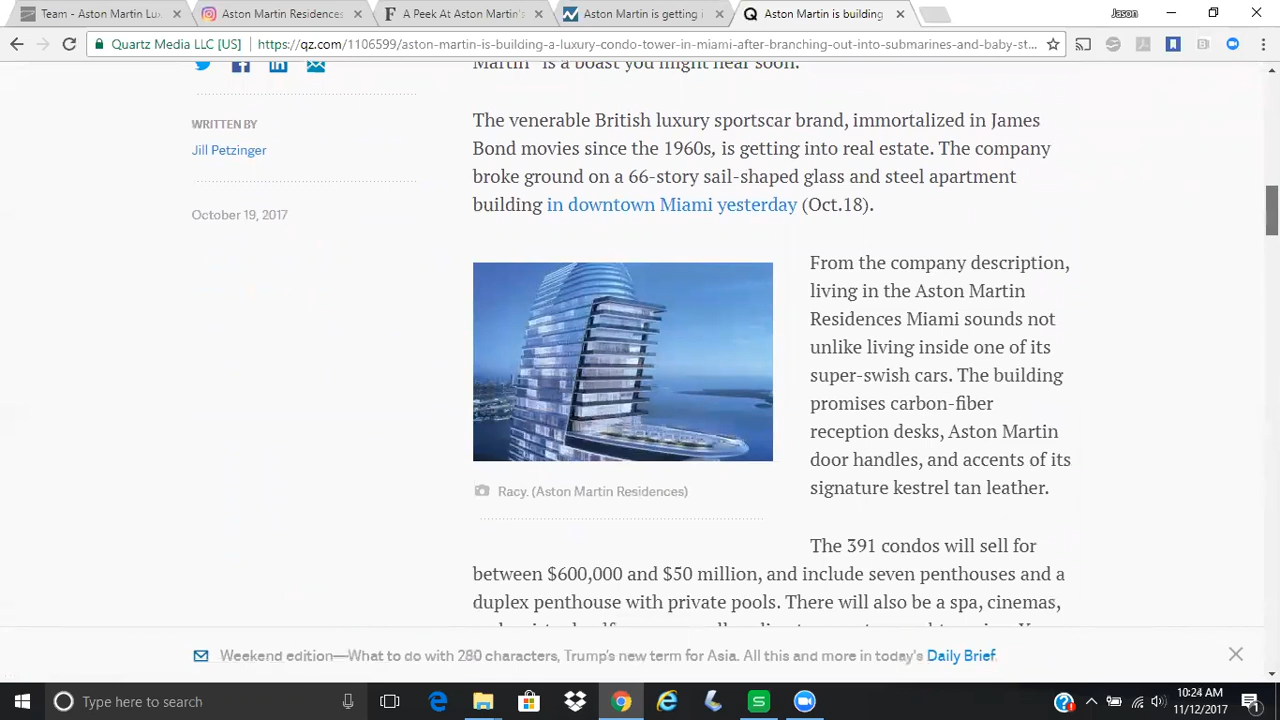 Team - Aston Martin Lux
Aston Martin Residences
A Peek At Aston Martin's
Aston Martin is getting i
Aston Martin is building
Jason
Quartz Media LLC [US]
https://qz.com/1106599/aston-martin-is-building-a-luxury-condo-tower-in-miami-after-branching-out-into-submarines-and-baby-st...
Martin" is a boast you might hear soon.
WRITTEN BY
Jill Petzinger
October 19, 2017
The venerable British luxury sportscar brand, immortalized in James
Bond movies since the 1960s, is getting into real estate. The company
broke ground on a 66-story sail-shaped glass and steel apartment
building in downtown Miami yesterday (Oct.18).
From the company description,
living in the Aston Martin
Residences Miami sounds not
unlike living inside one of its
super-swish cars. The building
promises carbon-fiber
reception desks, Aston Martin
door handles, and accents of its
signature kestrel tan leather.
Racy. (Aston Martin Residences)
The 391 condos will sell for
between $600,000 and $50 million, and include seven penthouses and a
duplex penthouse with private pools. There will also be a spa, cinemas,
Weekend edition—What to do with 280 characters, Trump's new term for Asia. All this and more in today's Daily Brief.
Type here to search
10:24 AM
11/12/2017